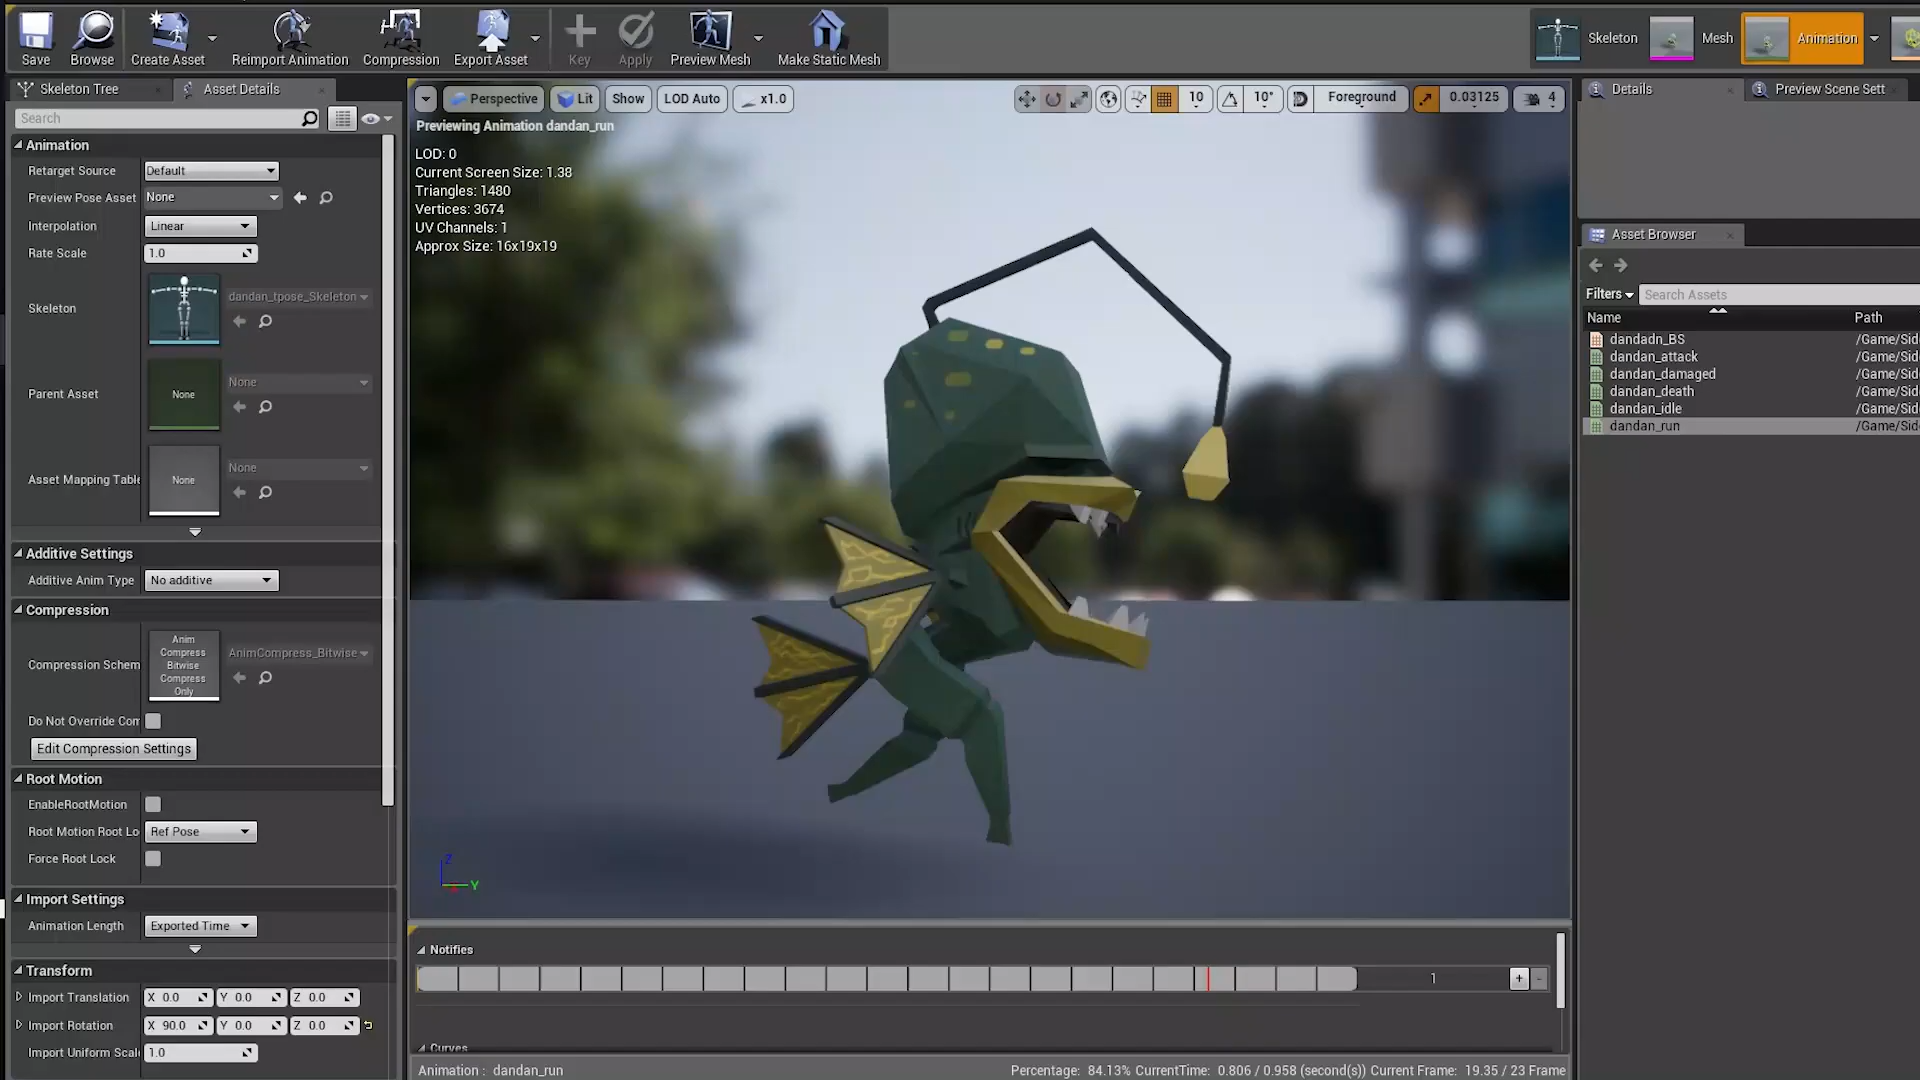 Save
Browse
Create Asset
Reimport Animation
Compression
Export Asset
Key
Apply
Preview Mesh
Make Static Mesh
Skeleton
Mesh
Animation
Skeleton Tree
Asset Details
Search
Animation
Retarget Source
Default
Preview Pose Asset
None
Interpolation
Linear
Rate Scale
1.0
Skeleton
dandan_tpose_Skeleton
Parent Asset
None
None
Asset Mapping Table
None
None
Additive Settings
Additive Anim Type
No additive
Compression
Compression Schem
Anim
Compress
Bitwise
Compress
Only
AnimCompress_Bitwise
Do Not Override Com
Edit Compression Settings
Root Motion
EnableRootMotion
Root Motion Root Lo
Ref Pose
Force Root Lock
Import Settings
Animation Length
Exported Time
Transform
Import Translation
X 0.0
Y 0.0
Z 0.0
Import Rotation
X 90.0
Y 0.0
Z 0.0
Import Uniform Scal
1.0
Perspective
Lit
Show
LOD Auto
x1.0
10
10°
Foreground
0.03125
4
Previewing Animation dandan_run
LOD: 0
Current Screen Size: 1.38
Triangles: 1480
Vertices: 3674
UV Channels: 1
Approx Size: 16x19x19
Z
Y
Notifies
1
+
-
Curves
Animation : dandan_run
Percentage: 84.13% CurrentTime: 0.806 / 0.958 (second(s)) Current Frame: 19.35 / 23 Frame
Details
Preview Scene Sett
Asset Browser
Filters
Search Assets
Name
Path
dandadn_BS
/Game/Sid
dandan_attack
/Game/Sid
dandan_damaged
/Game/Sid
dandan_death
/Game/Sid
dandan_idle
/Game/Sid
dandan_run
/Game/Sid